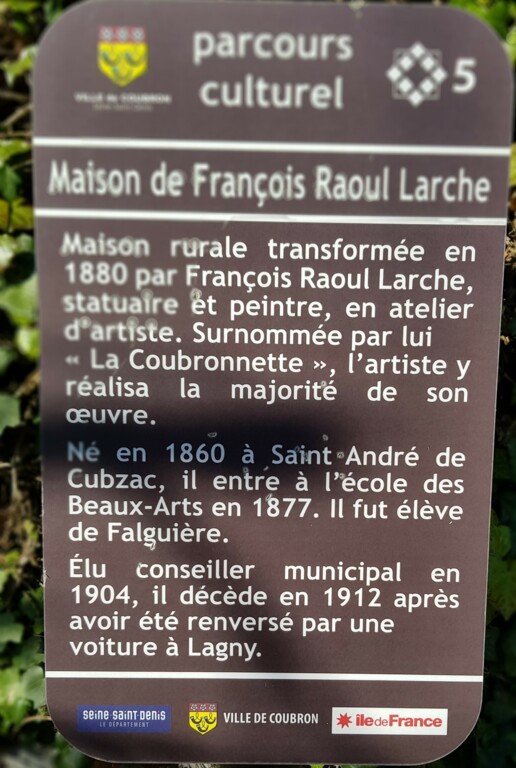 parcours
culturel
5
VILLE de COUBRON
Maison de François Raoul Larche
Maison rurale transformée en
1880 par François Raoul Larche,
statuaire et peintre, en atelier
d'artiste. Surnommée par lui
« La Coubronnette », l'artiste y
réalisa la majorité de son
œuvre.
Né en 1860 à Saint André de
Cubzac, il entre à l'école des
Beaux-Arts en 1877. Il fut élève
de Falguière.
Élu conseiller municipal en
1904, il décède en 1912 après
avoir été renversé par une
voiture à Lagny.
seine saint-denis
LE DÉPARTEMENT
VILLE DE COUBRON
île de France